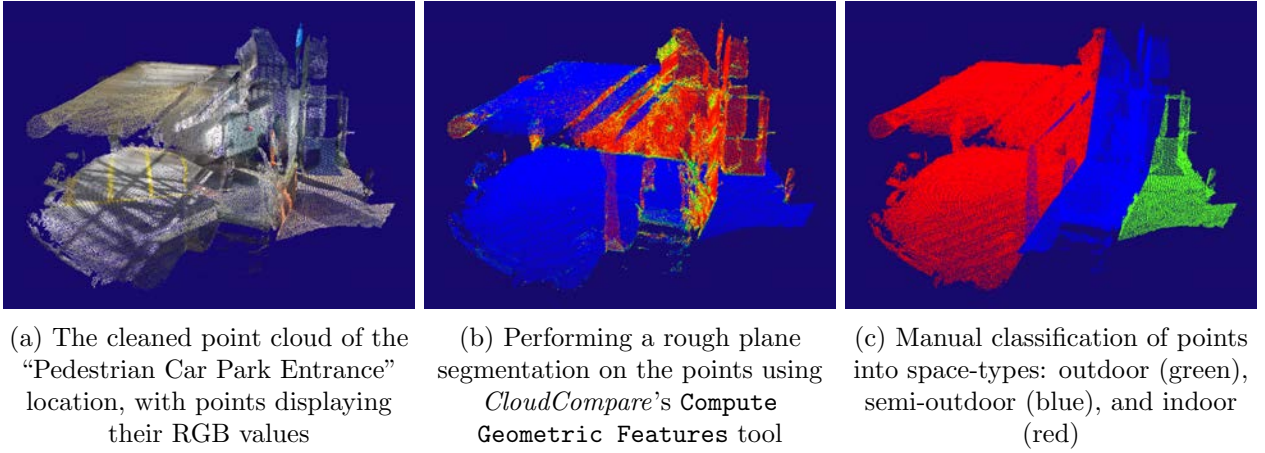 (a) The cleaned point cloud of the
“Pedestrian Car Park Entrance”
location, with points displaying
their RGB values
(b) Performing a rough plane
segmentation on the points using
CloudCompare’s Compute
Geometric Features tool
(c) Manual classification of points
into space-types: outdoor (green),
semi-outdoor (blue), and indoor
(red)